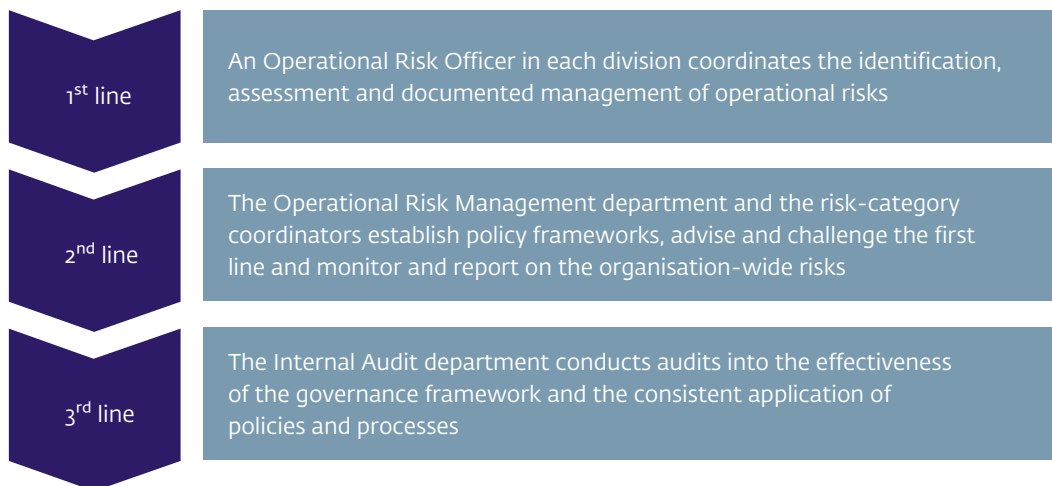 1st line
An Operational Risk Officer in each division coordinates the identification,
assessment and documented management of operational risks
2nd line
The Operational Risk Management department and the risk-category
coordinators establish policy frameworks, advise and challenge the first
line and monitor and report on the organisation-wide risks
3rd line
The Internal Audit department conducts audits into the effectiveness
of the governance framework and the consistent application of
policies and processes